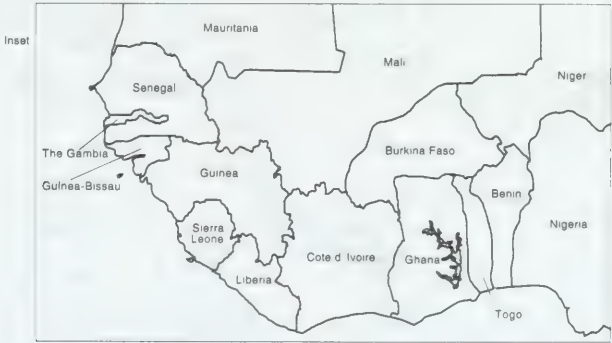 Inset
Mauritania
Mali
Niger
Senegal
The Gambia
Guinea-Bissau
Guinea
Burkina Faso
Benin
Nigeria
Sierra
Leone
Liberia
Cote d Ivoire
Ghana
Togo